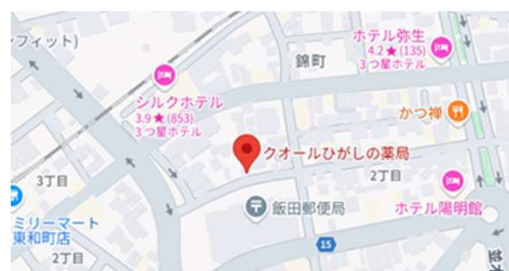 ンフィット)
ホテル弥生
4.2 ★ (135)
3つ星ホテル
錦町
シルクホテル
3.9 ★ (853)
3つ星ホテル
かつ禅
クオールひがしの薬局
3丁目
2丁目
ミリーマート
東和町店
飯田郵便局
ホテル陽明館
15
2丁目
並木